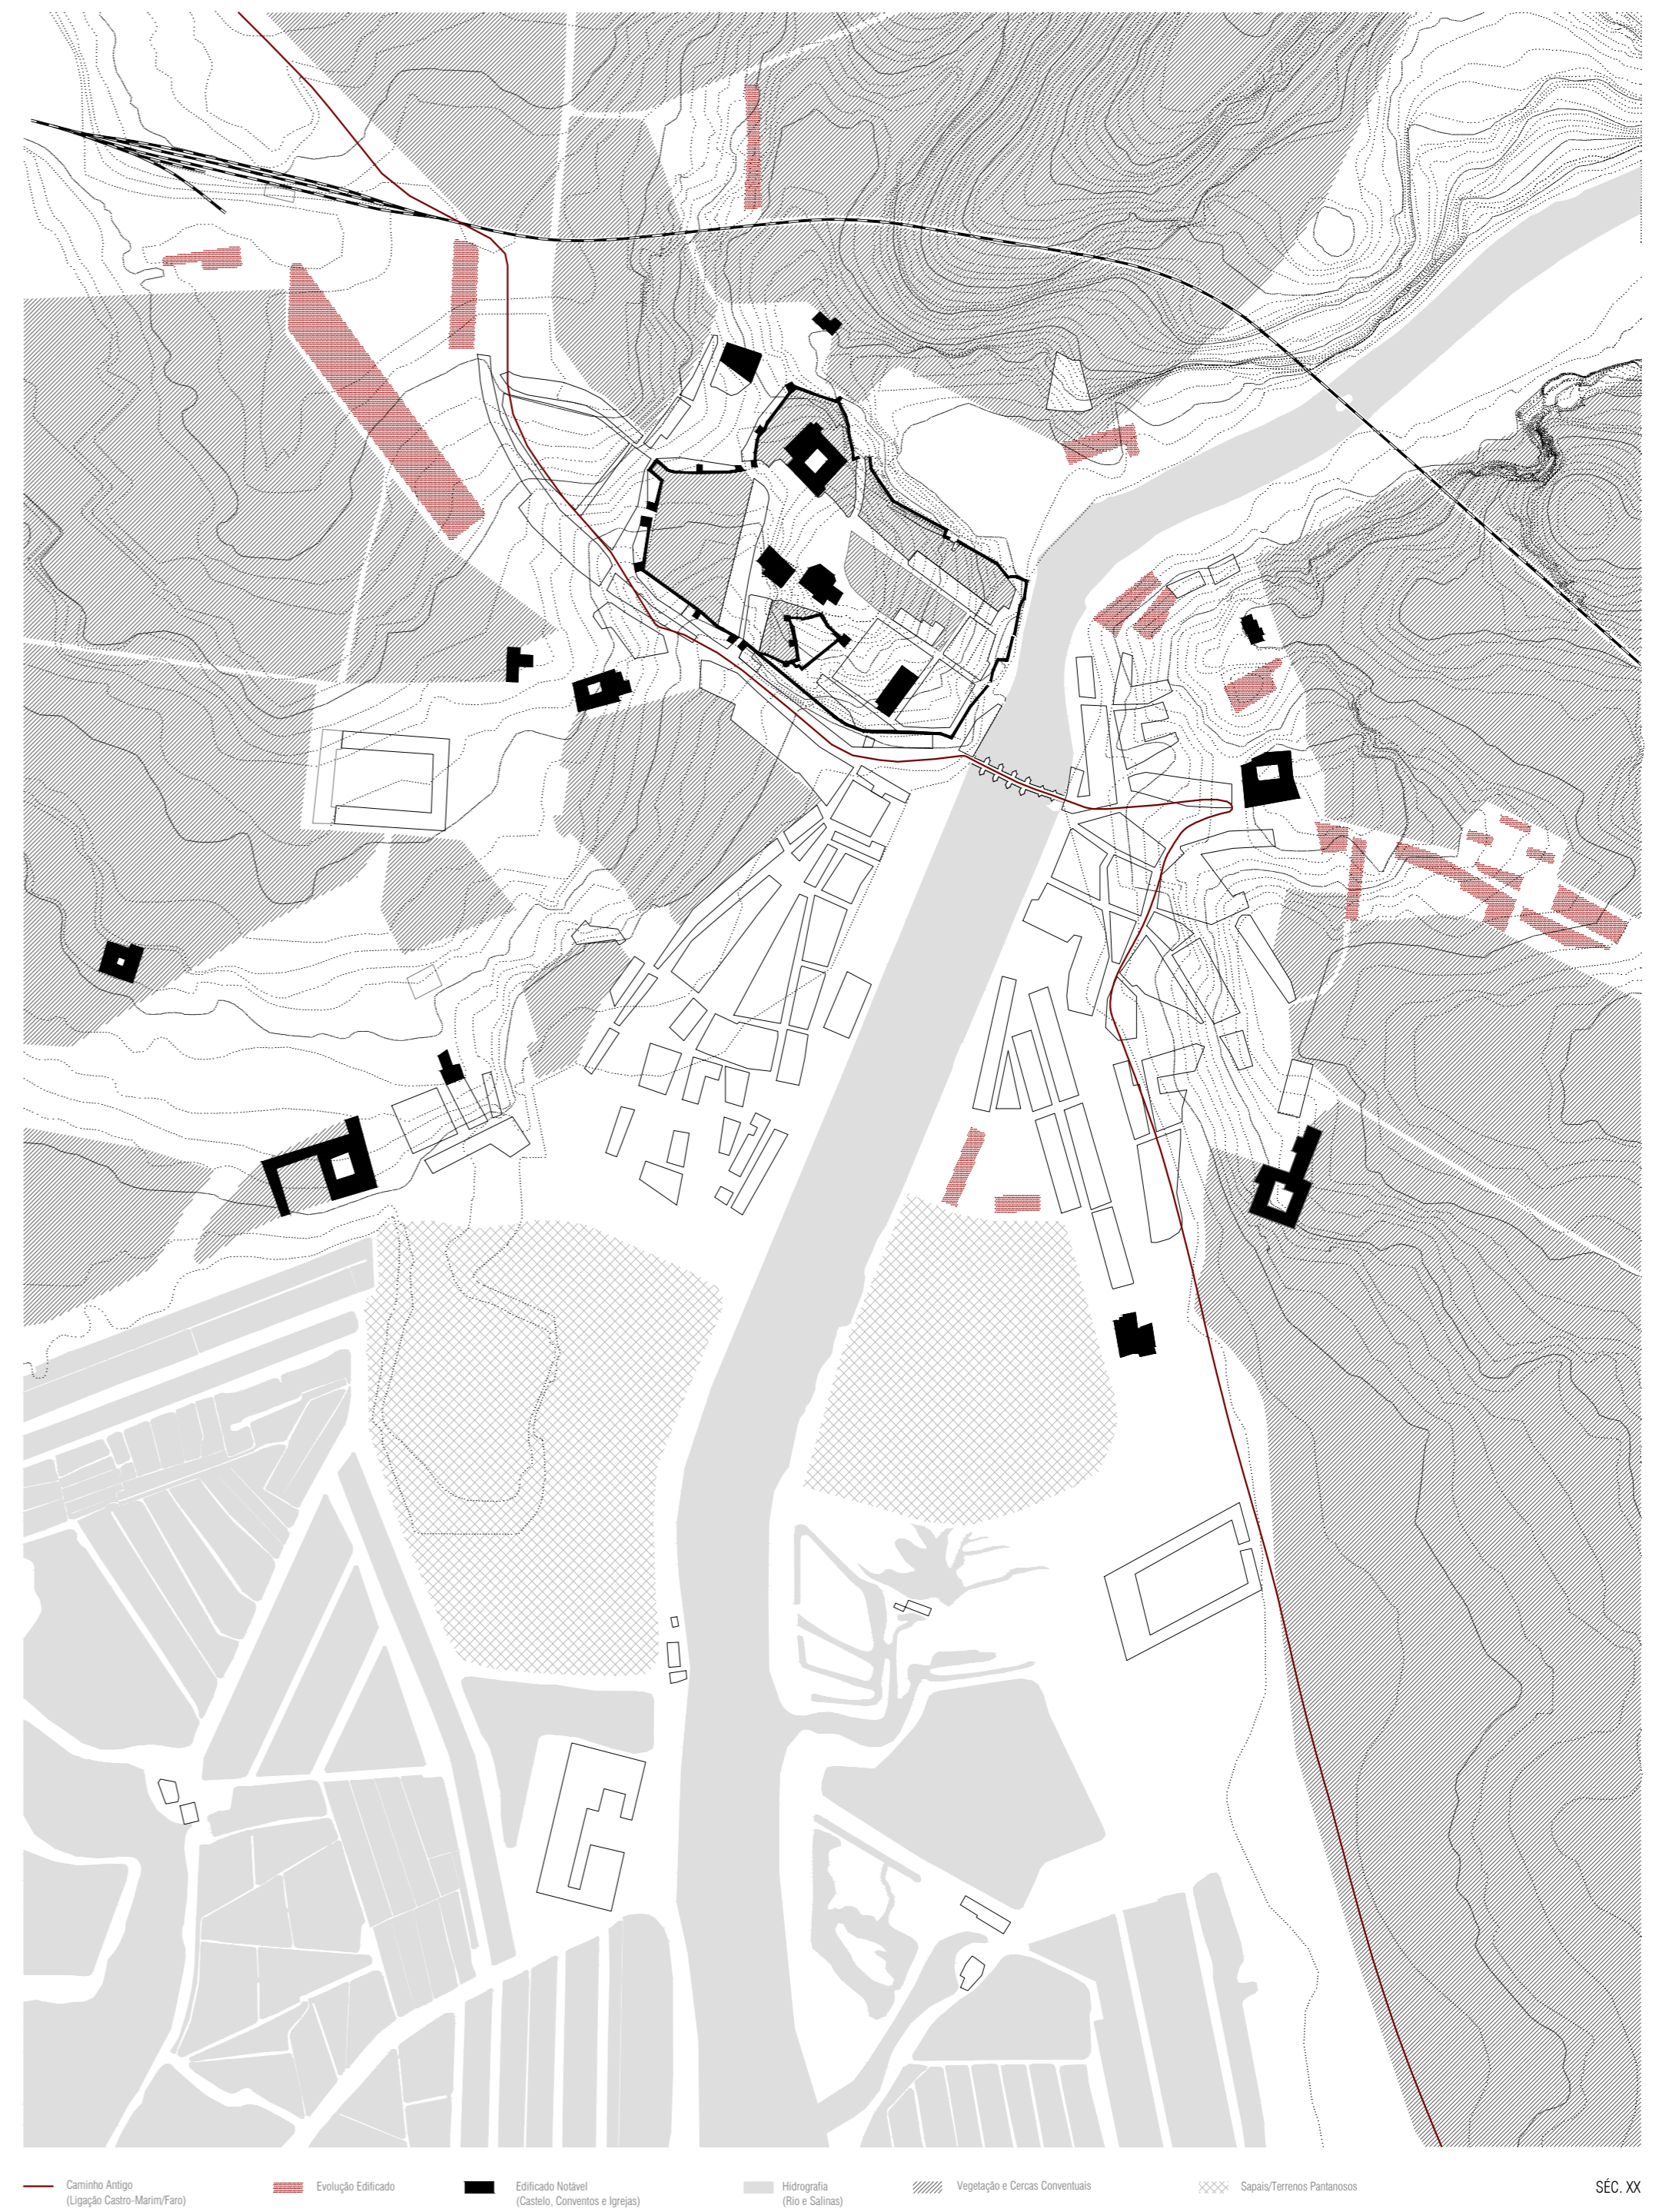 Caminho Antigo
(Ligação Castro-Marim/Faro)
Evolução Edificado
Edificado Notável
(Castelo, Conventos e Igrejas)
Hidrografia
(Rio e Salinas)
Vegetação e Cercas Conventuais
Sapais/Terrenos Pantanosos
SÉC. XX